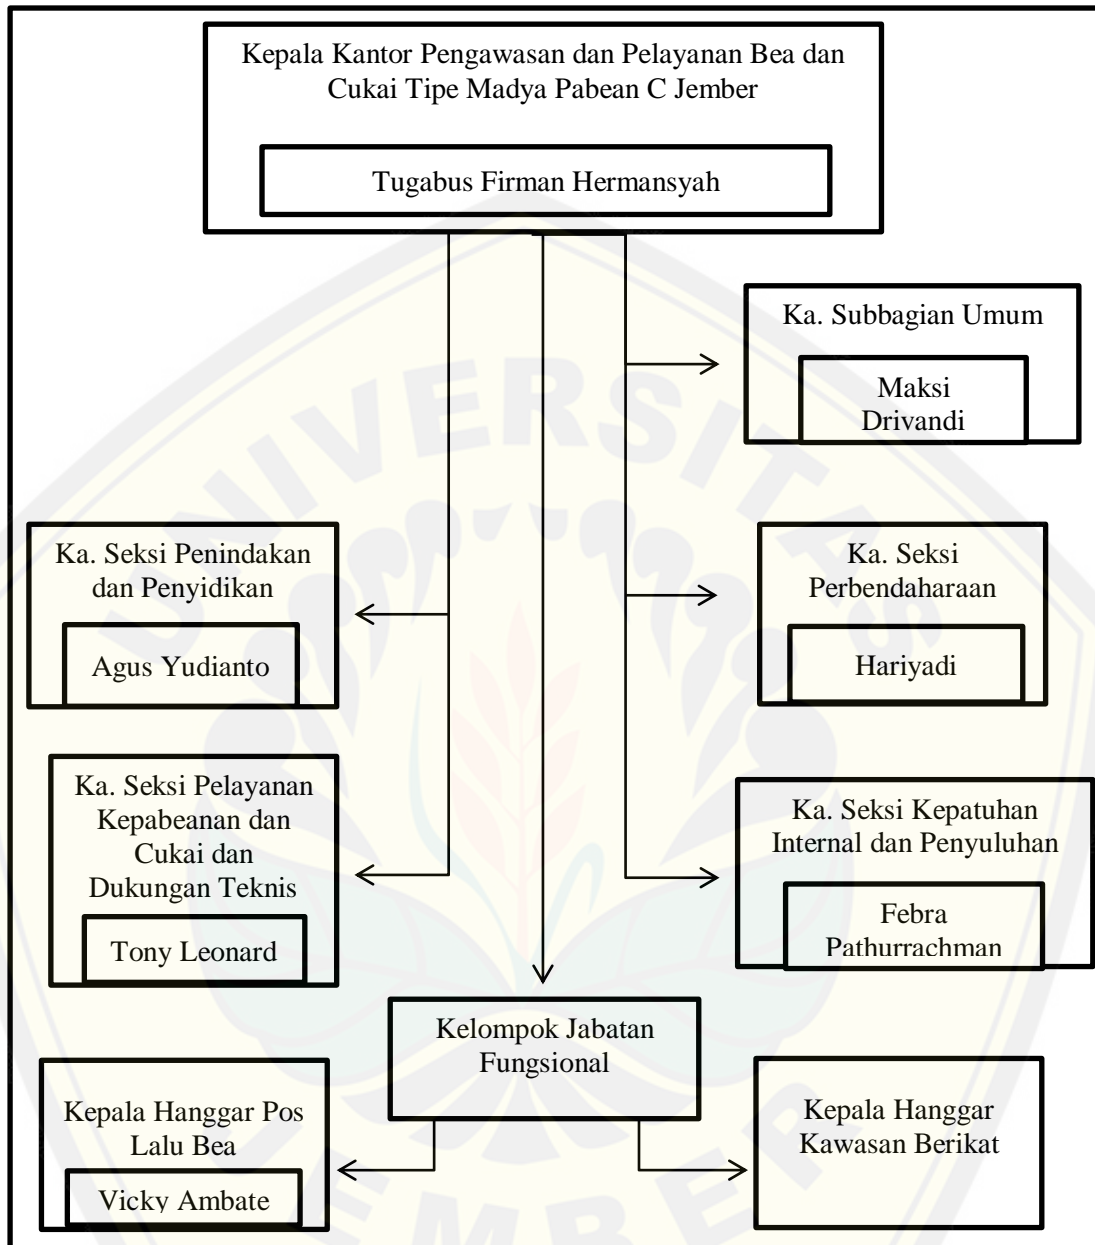 Kepala Kantor Pengawasan dan Pelayanan Bea dan
Cukai Tipe Madya Pabean C Jember
Tugabus Firman Hermansyah
Ka. Subbagian Umum
Maksi
Drivandi
Ka. Seksi Penindakan
dan Penyidikan
Agus Yudianto
Ka. Seksi
Perbendaharaan
Hariyadi
Ka. Seksi Pelayanan
Kepabeanan dan
Cukai dan
Dukungan Teknis
Tony Leonard
Ka. Seksi Kepatuhan
Internal dan Penyuluhan
Febra
Pathurrachman
Kelompok Jabatan
Fungsional
Kepala Hanggar Pos
Lalu Bea
Vicky Ambate
Kepala Hanggar
Kawasan Berikat
UNIVERSITAS
JEMBER